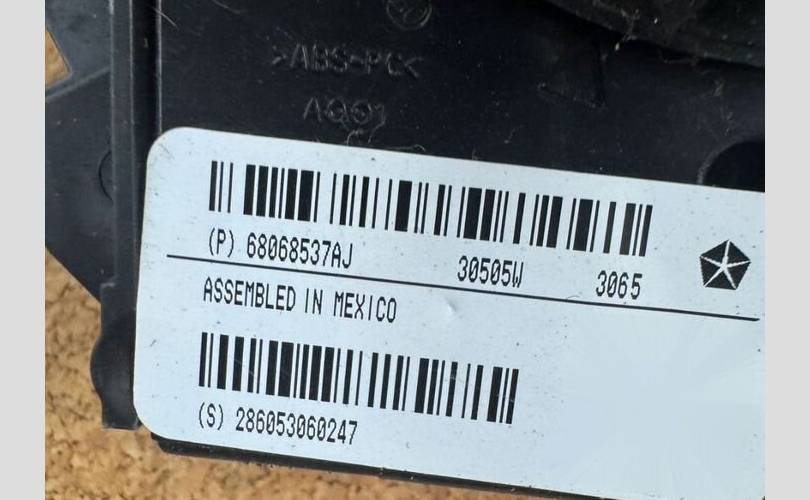 >ABS-PC<
(P) 68068537AJ 30505W 3065
ASSEMBLED IN MEXICO
(S) 286053060247